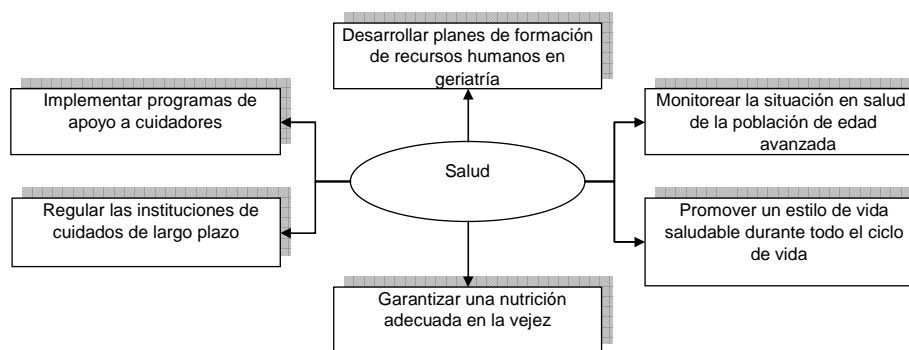 Desarrollar planes de formación
de recursos humanos en
geriatría
Implementar programas de
apoyo a cuidadores
Monitorear la situación en salud
de la población de edad
avanzada
Salud
Regular las instituciones de
cuidados de largo plazo
Promover un estilo de vida
saludable durante todo el ciclo
de vida
Garantizar una nutrición
adecuada en la vejez